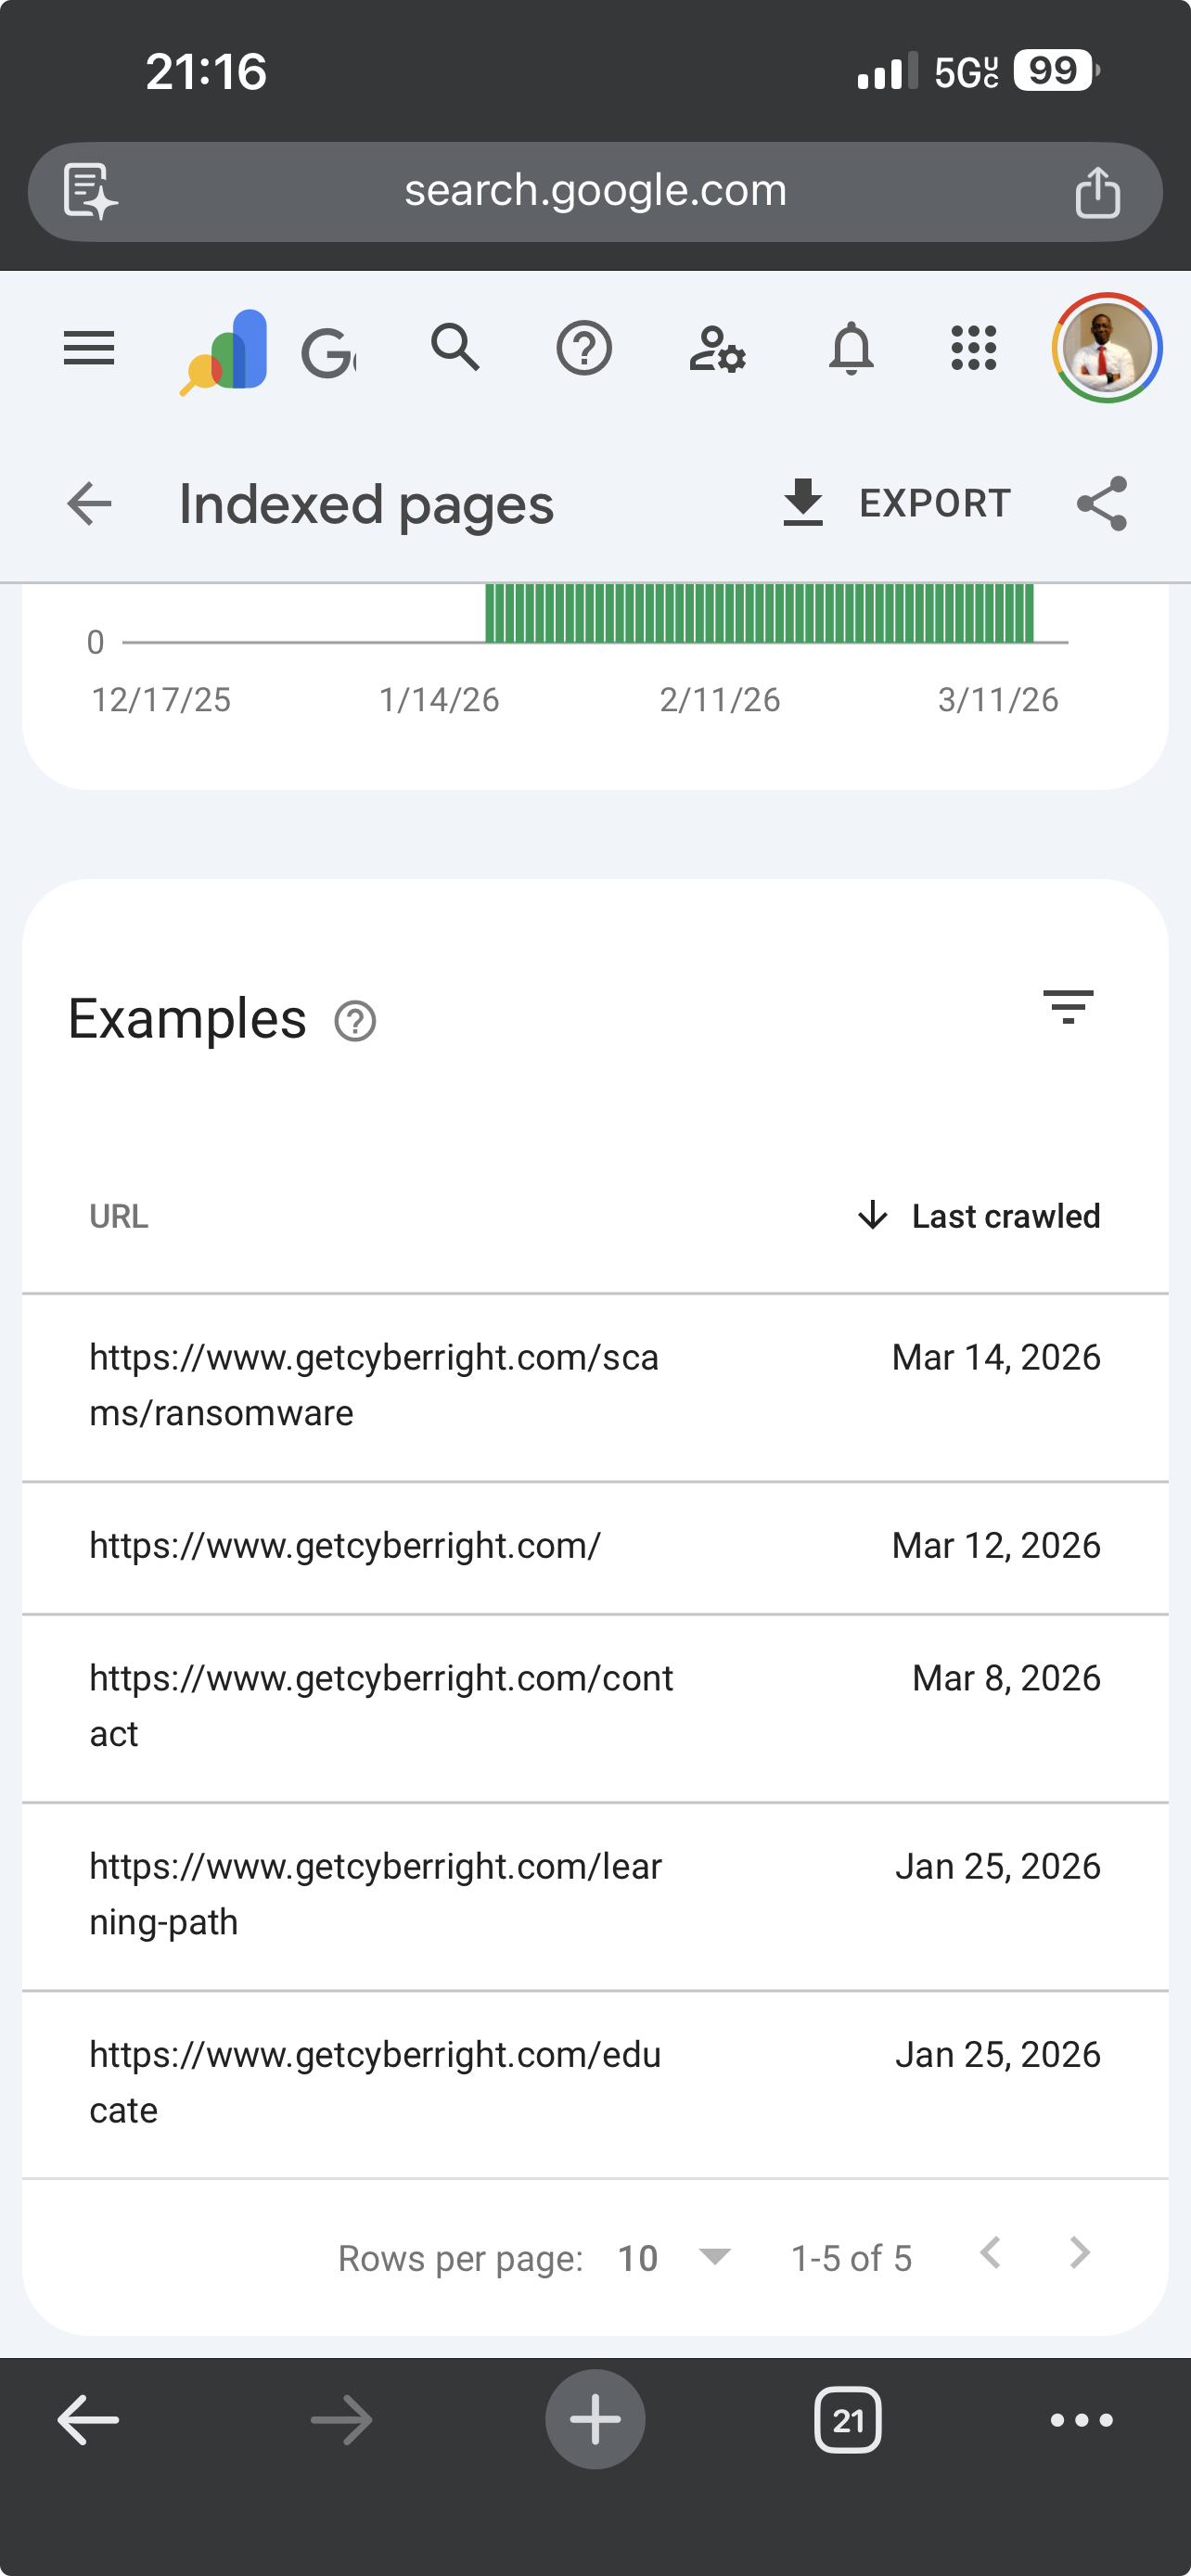 21:16
5G UC 99
search.google.com
G
Indexed pages
EXPORT
0
12/17/25 1/14/26 2/11/26 3/11/26
Examples
URL Last crawled
https://www.getcyberright.com/sca Mar 14, 2026
ms/ransomware
https://www.getcyberright.com/ Mar 12, 2026
https://www.getcyberright.com/cont Mar 8, 2026
act
https://www.getcyberright.com/lear Jan 25, 2026
ning-path
https://www.getcyberright.com/edu Jan 25, 2026
cate
Rows per page: 10 1-5 of 5
21